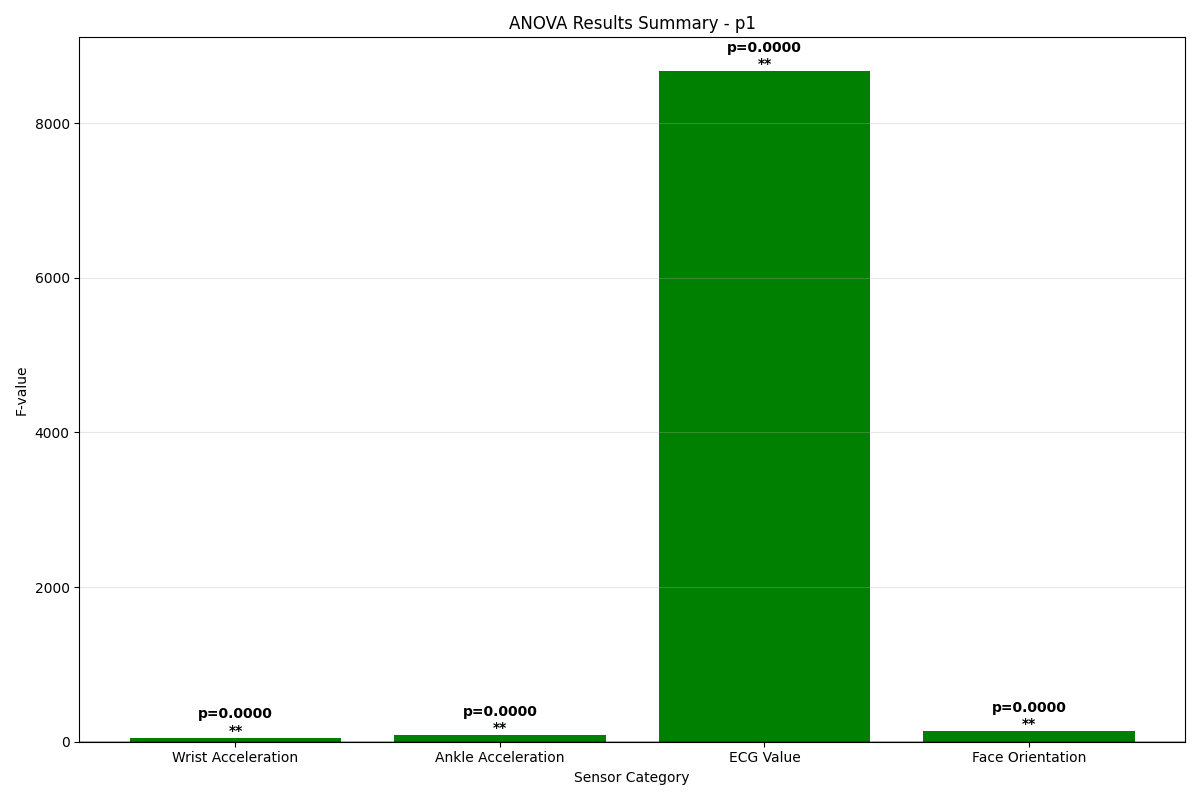 ANOVA Results Summary - p1
p=0.0000
**
8000
6000
4000
2000
0
F-value
p=0.0000
**
p=0.0000
**
p=0.0000
**
Wrist Acceleration
Ankle Acceleration
ECG Value
Face Orientation
Sensor Category